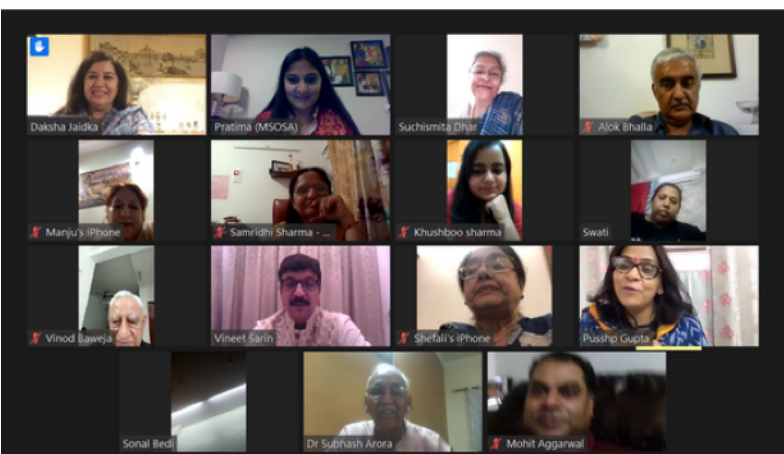 Daksha Jaidka
Pratima (MSOSA)
Suchismita Dhar
Alok Bhalla
Manju's iPhone
Samridhi Sharma - ...
Khushboo sharma
Swati
Vinod Baweja
Vineet Sarin
Shefali's iPhone
Pusshp Gupta
Sonal Bedi
Dr Subhash Arora
Mohit Aggarwal